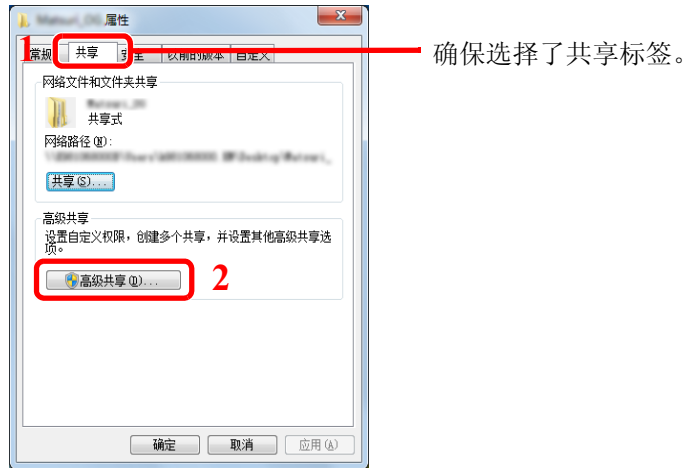 属性
1
常规 共享 安全 以前的版本 自定义
确保选择了共享标签。
网络文件和文件夹共享
共享式
网络路径(N):
共享(S)...
高级共享
设置自定义权限，创建多个共享，并设置其他高级共享选
项。
高级共享(D)...
2
确定 取消 应用(A)